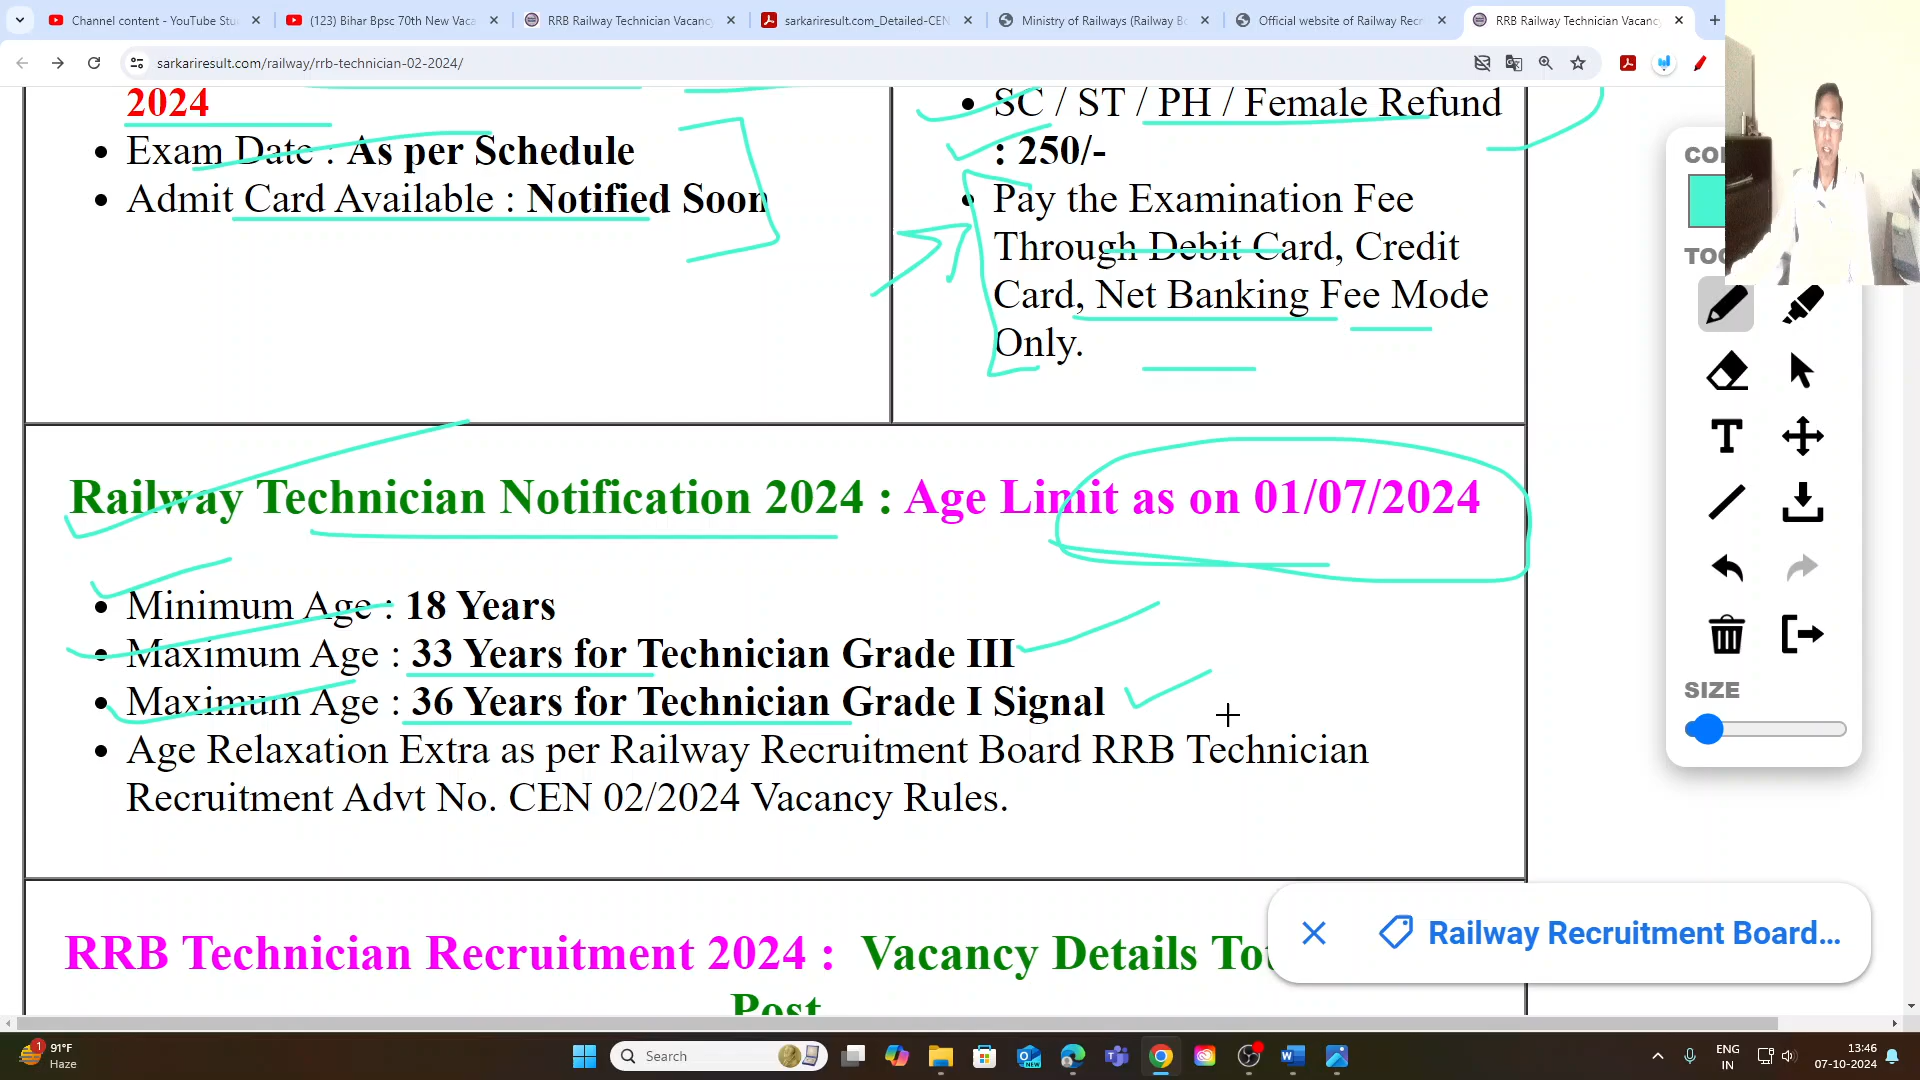 Channel content - YouTube Stu
(123) Bihar Bpsc 70th New Vaca
RRB Railway Technician Vacancy
sarkariresult.com_Detailed-CEN
Ministry of Railways (Railway Bo
Official website of Railway Recr
RRB Railway Technician Vacancy
sarkariresult.com/railway/rrb-technician-02-2024/
2024
Exam Date : As per Schedule
Admit Card Available : Notified Soon
SC / ST / PH / Female Refund
: 250/-
Pay the Examination Fee
Through Debit Card, Credit
Card, Net Banking Fee Mode
Only.
Railway Technician Notification 2024 : Age Limit as on 01/07/2024
Minimum Age : 18 Years
Maximum Age : 33 Years for Technician Grade III
Maximum Age : 36 Years for Technician Grade I Signal
Age Relaxation Extra as per Railway Recruitment Board RRB Technician
Recruitment Advt No. CEN 02/2024 Vacancy Rules.
RRB Technician Recruitment 2024 : Vacancy Details Tot
Post
Railway Recruitment Board...
SIZE
1
91°F
Haze
Search
ENG
IN
13:46
07-10-2024